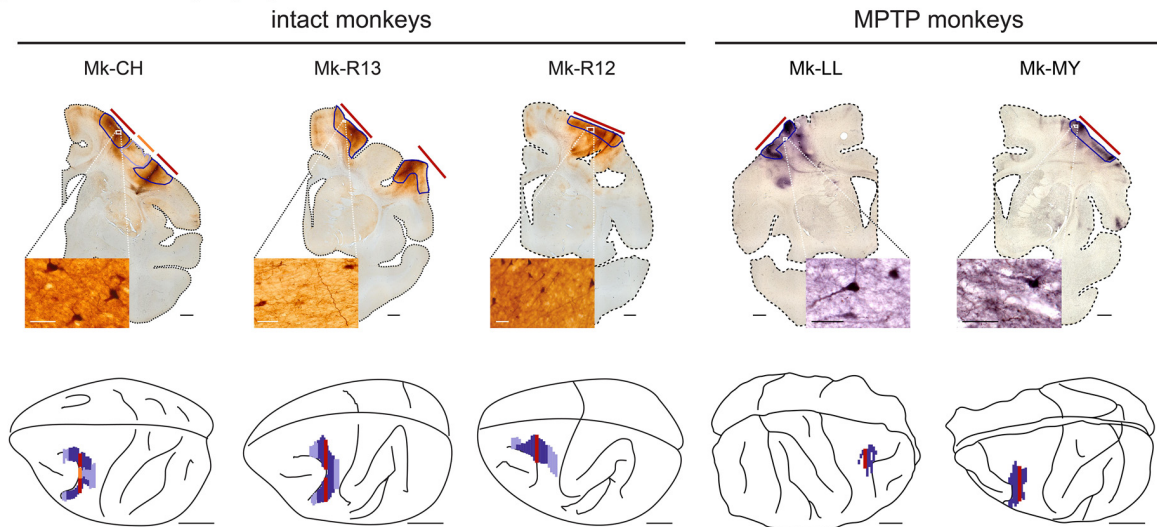 intact monkeys
MPTP monkeys
Mk-CH
Mk-R13
Mk-R12
Mk-LL
Mk-MY